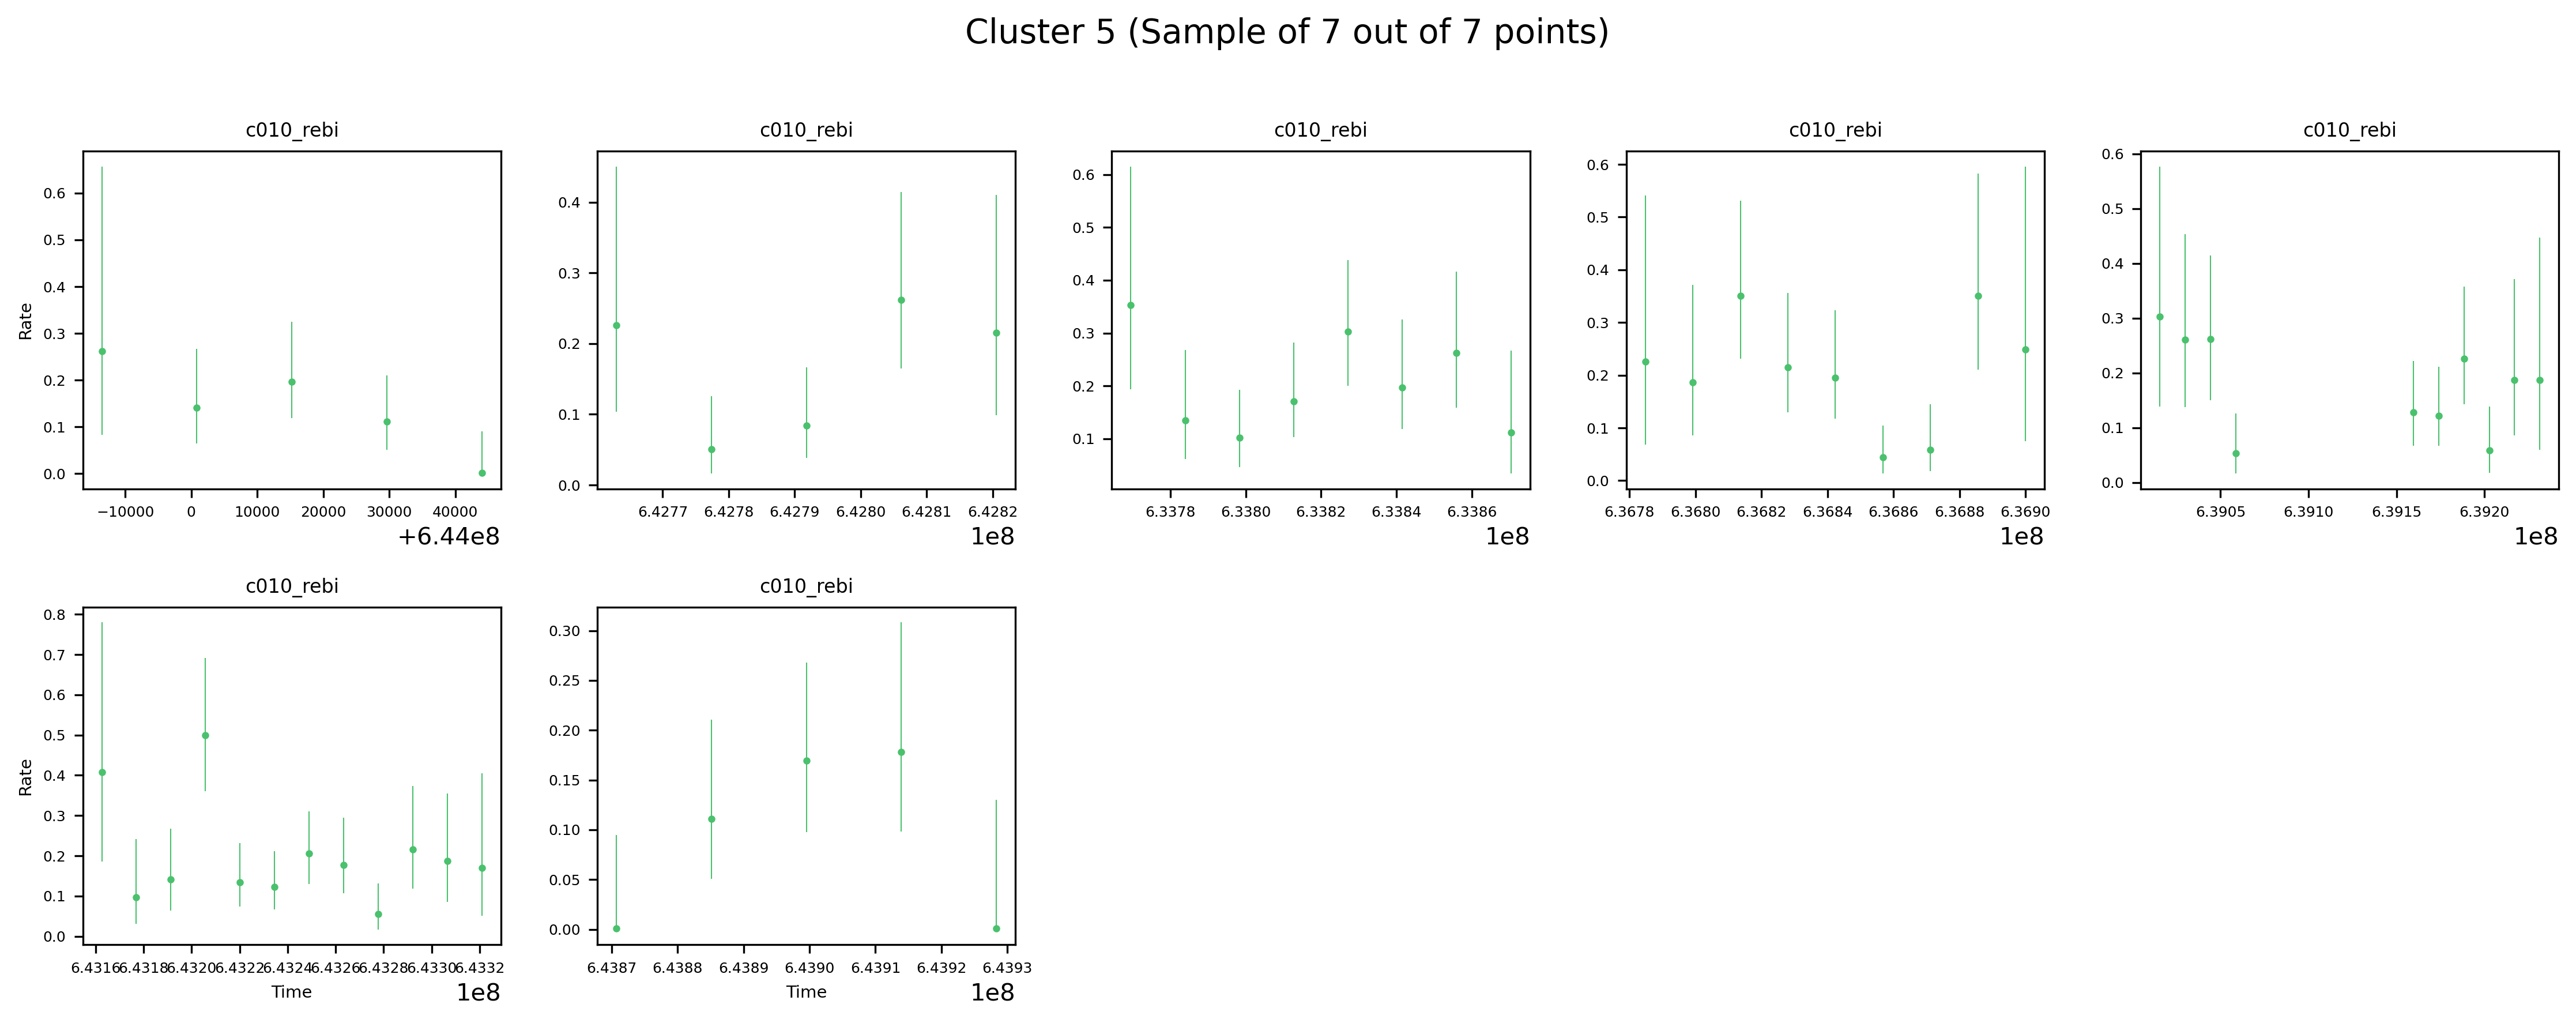 Cluster 5 (Sample of 7 out of 7 points)
c010_rebi c010_rebi c010_rebi c010_rebi c010_rebi
Rate
0.6
0.5
0.4
0.3
0.2
0.1
0.0
−10000 0 10000 20000 30000 40000
+6.44e8
0.4
0.3
0.2
0.1
0.0
6.4277 6.4278 6.4279 6.4280 6.4281 6.4282
1e8
0.6
0.5
0.4
0.3
0.2
0.1
6.3378 6.3380 6.3382 6.3384 6.3386
1e8
0.6
0.5
0.4
0.3
0.2
0.1
0.0
6.3678 6.3680 6.3682 6.3684 6.3686 6.3688 6.3690
1e8
0.6
0.5
0.4
0.3
0.2
0.1
0.0
6.3905 6.3910 6.3915 6.3920
1e8
c010_rebi c010_rebi
Rate
0.8
0.7
0.6
0.5
0.4
0.3
0.2
0.1
0.0
6.4316 6.4318 6.4320 6.4322 6.4324 6.4326 6.4328 6.4330 6.4332
Time
1e8
0.30
0.25
0.20
0.15
0.10
0.05
0.00
6.4387 6.4388 6.4389 6.4390 6.4391 6.4392 6.4393
Time
1e8